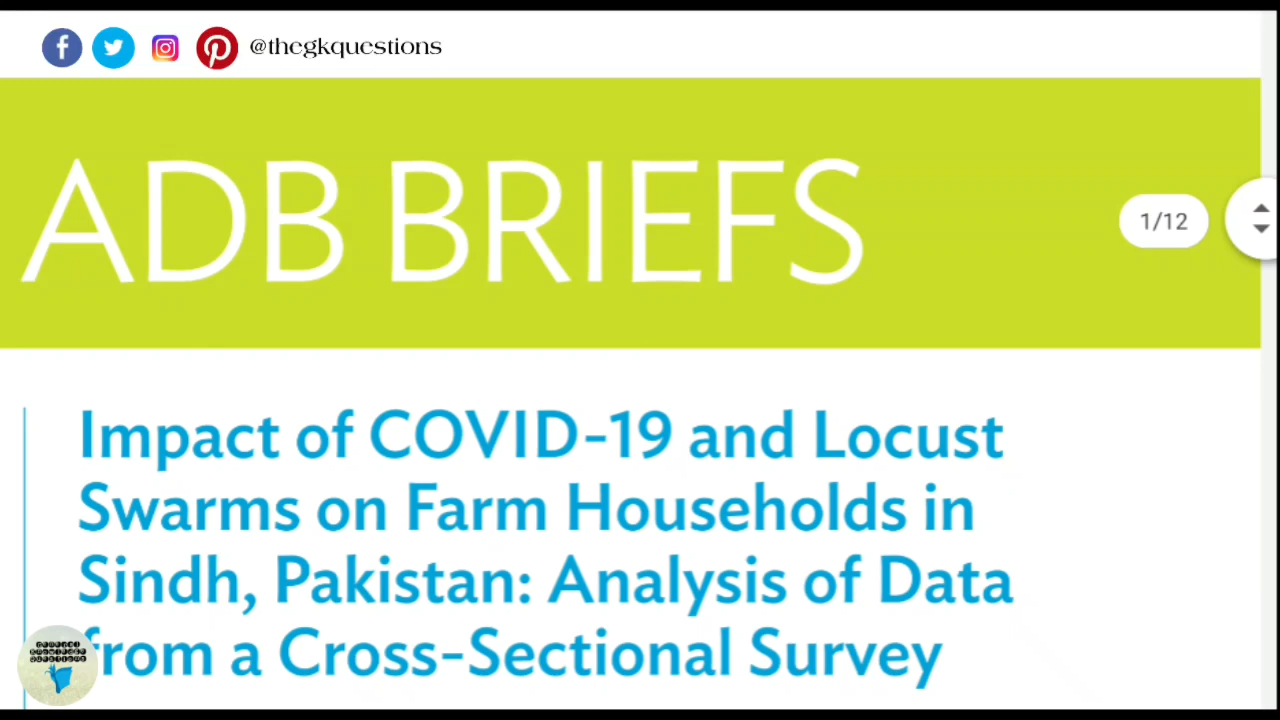 @thegkquestions
ADB BRIEFS
1/12
Impact of COVID-19 and Locust
Swarms on Farm Households in
Sindh, Pakistan: Analysis of Data
from a Cross-Sectional Survey